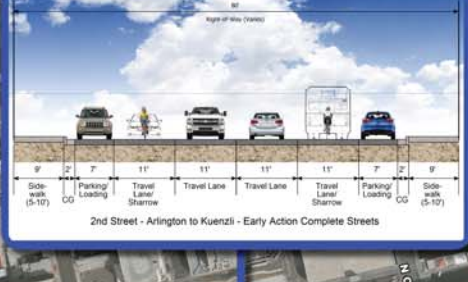 80'
Right-of-Way (Varies)
9' 2' 7' 11' 11' 11' 11' 7' 2' 9'
Side-walk (5-10') CG Parking/Loading Travel Lane/Sharrow Travel Lane Travel Lane Travel Lane/Sharrow Parking/Loading CG Side-walk (5-10')
2nd Street - Arlington to Kuenzli - Early Action Complete Streets